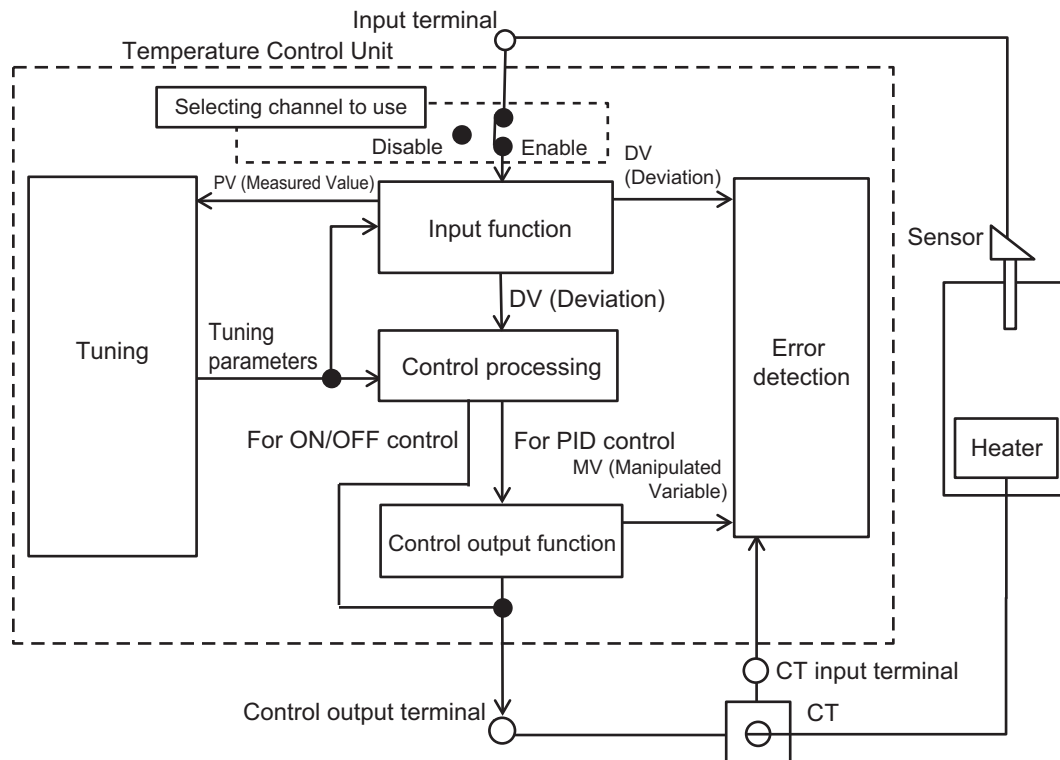 Input terminal
Temperature Control Unit
Selecting channel to use
Disable
Enable
DV
(Deviation)
PV (Measured Value)
Input function
Sensor
DV (Deviation)
Tuning
Tuning
parameters
Control processing
Error
detection
For ON/OFF control
For PID control
Heater
MV (Manipulated
Variable)
Control output function
CT input terminal
Control output terminal
CT